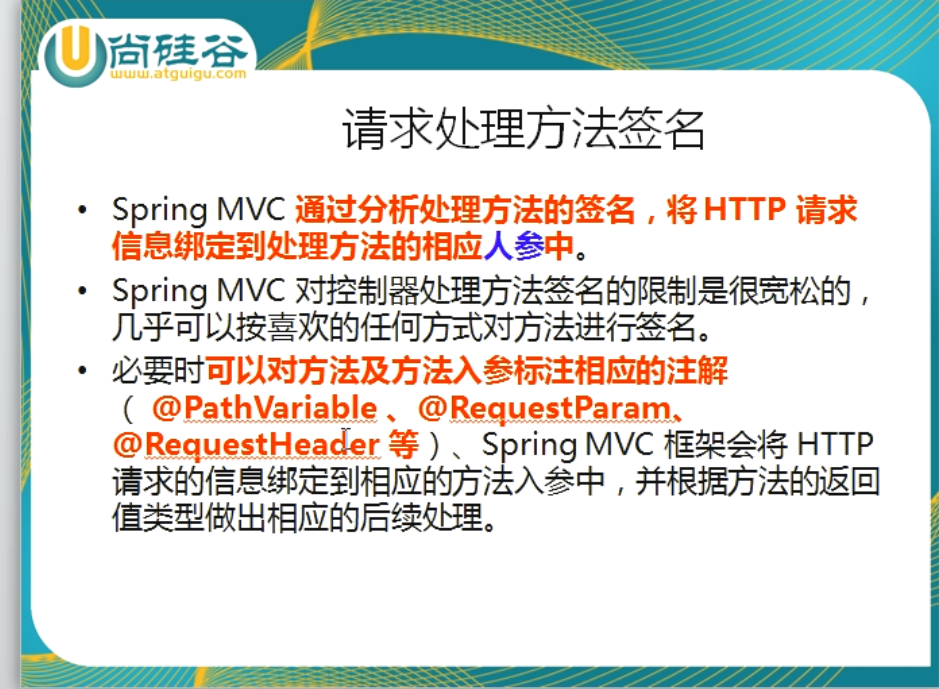 尚硅谷
www.atguigu.com
请求处理方法签名
• Spring MVC 通过分析处理方法的签名，将HTTP 请求
信息绑定到处理方法的相应人参中。
• Spring MVC 对控制器处理方法签名的限制是很宽松的，
几乎可以按喜欢的任何方式对方法进行签名。
• 必要时可以对方法及方法入参标注相应的注解
（ @PathVariable 、@RequestParam、
@RequestHeader 等）、Spring MVC 框架会将 HTTP
请求的信息绑定到相应的方法入参中，并根据方法的返回
值类型做出相应的后续处理。